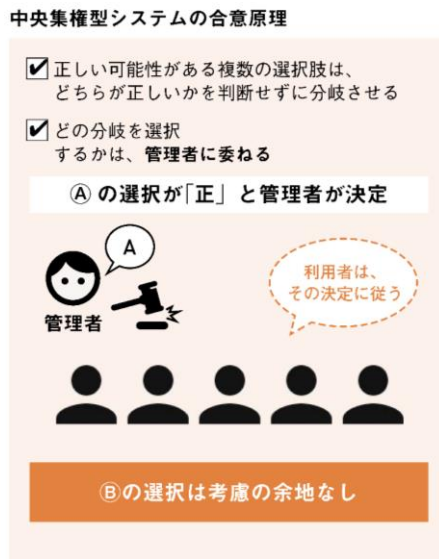 中央集権型システムの合意原理
正しい可能性がある複数の選択肢は、
どちらが正しいかを判断せずに分岐させる
どの分岐を選択
するかは、管理者に委ねる
Ⓐ の選択が「正」と管理者が決定
A
利用者は、
その決定に従う
管理者
Ⓑの選択は考慮の余地なし